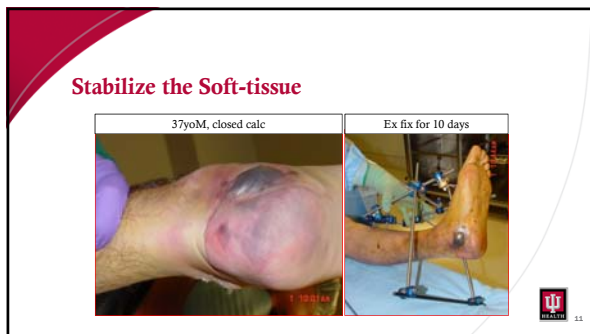 Stabilize the Soft-tissue
37yoM, closed calc
Ex fix for 10 days
HEALTH
11